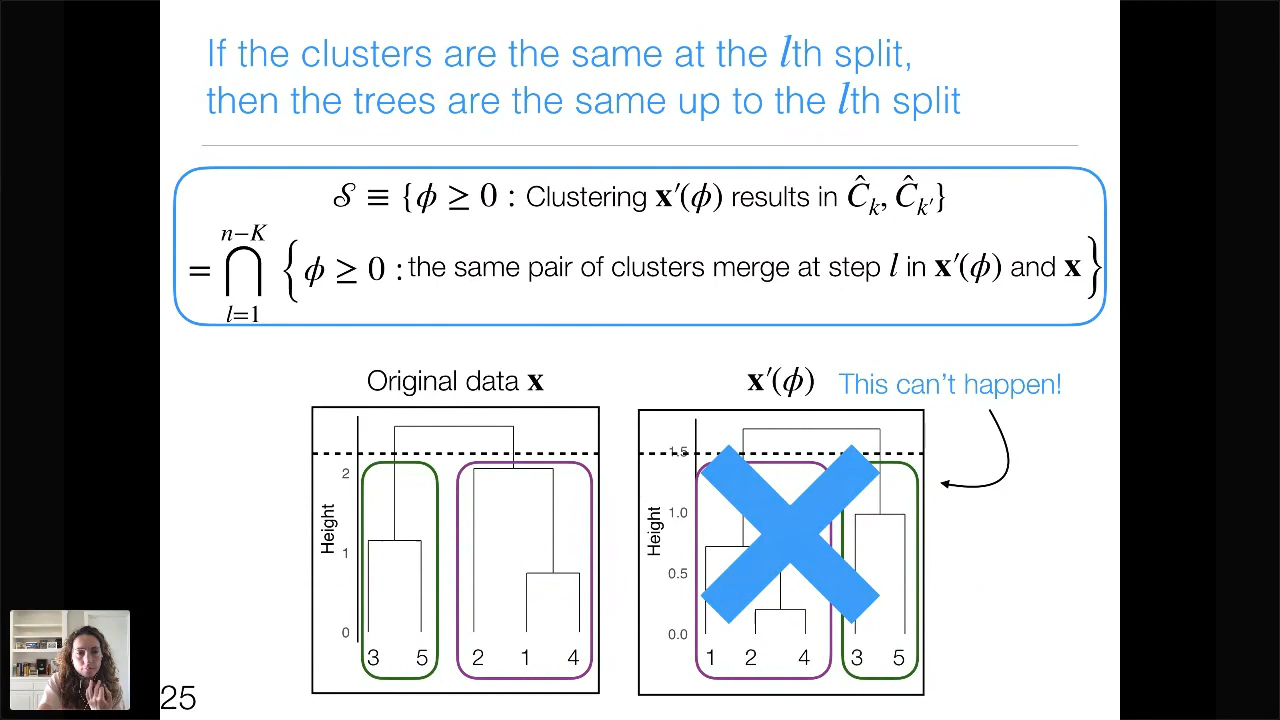 If the clusters are the same at the lth split,
then the trees are the same up to the lth split
𝒮 ≡ {ϕ ≥ 0 : Clustering x′(ϕ) results in Ĉₖ, Ĉₖ′}
n−K
= ⋂ {ϕ ≥ 0 : the same pair of clusters merge at step l in x′(ϕ) and x}
l=1
Original data x
x′(ϕ)
This can't happen!
Height
2
1
0
3 5 2 1 4
Height
1.5
1.0
0.5
0.0
1 2 4 3 5
25